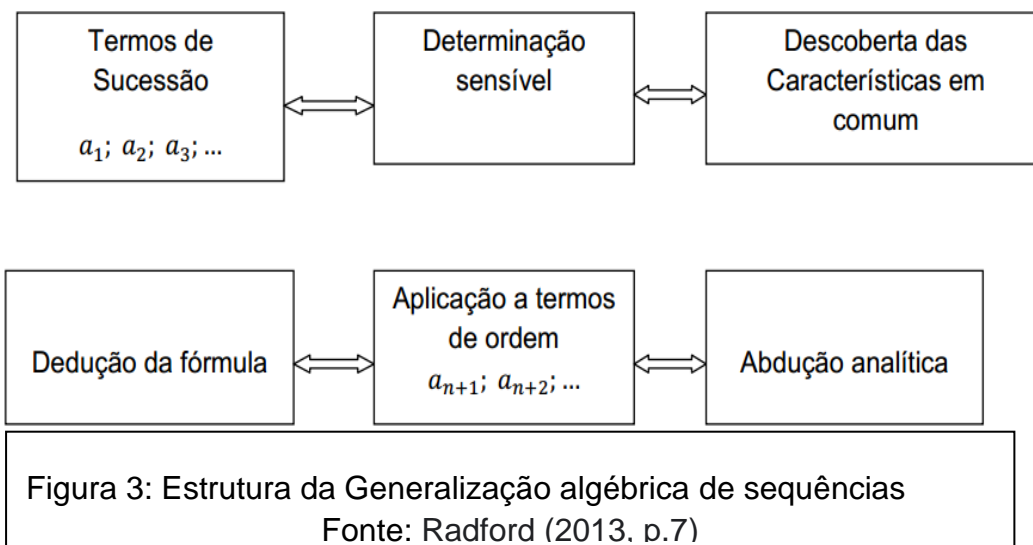 Termos de
Sucessão
a₁; a₂; a₃; ...
Determinação
sensível
Descoberta das
Características em
comum
Dedução da fórmula
Aplicação a termos
de ordem
aₙ₊₁; aₙ₊₂; ...
Abdução analítica
Figura 3: Estrutura da Generalização algébrica de sequências
Fonte: Radford (2013, p.7)